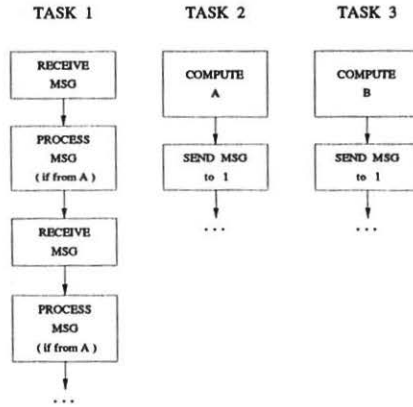 TASK 1
TASK 2
TASK 3
RECEIVE
MSG
PROCESS
MSG
( if from A )
RECEIVE
MSG
PROCESS
MSG
( if from A )
. . .
COMPUTE
A
SEND MSG
to 1
. . .
COMPUTE
B
SEND MSG
to 1
. . .